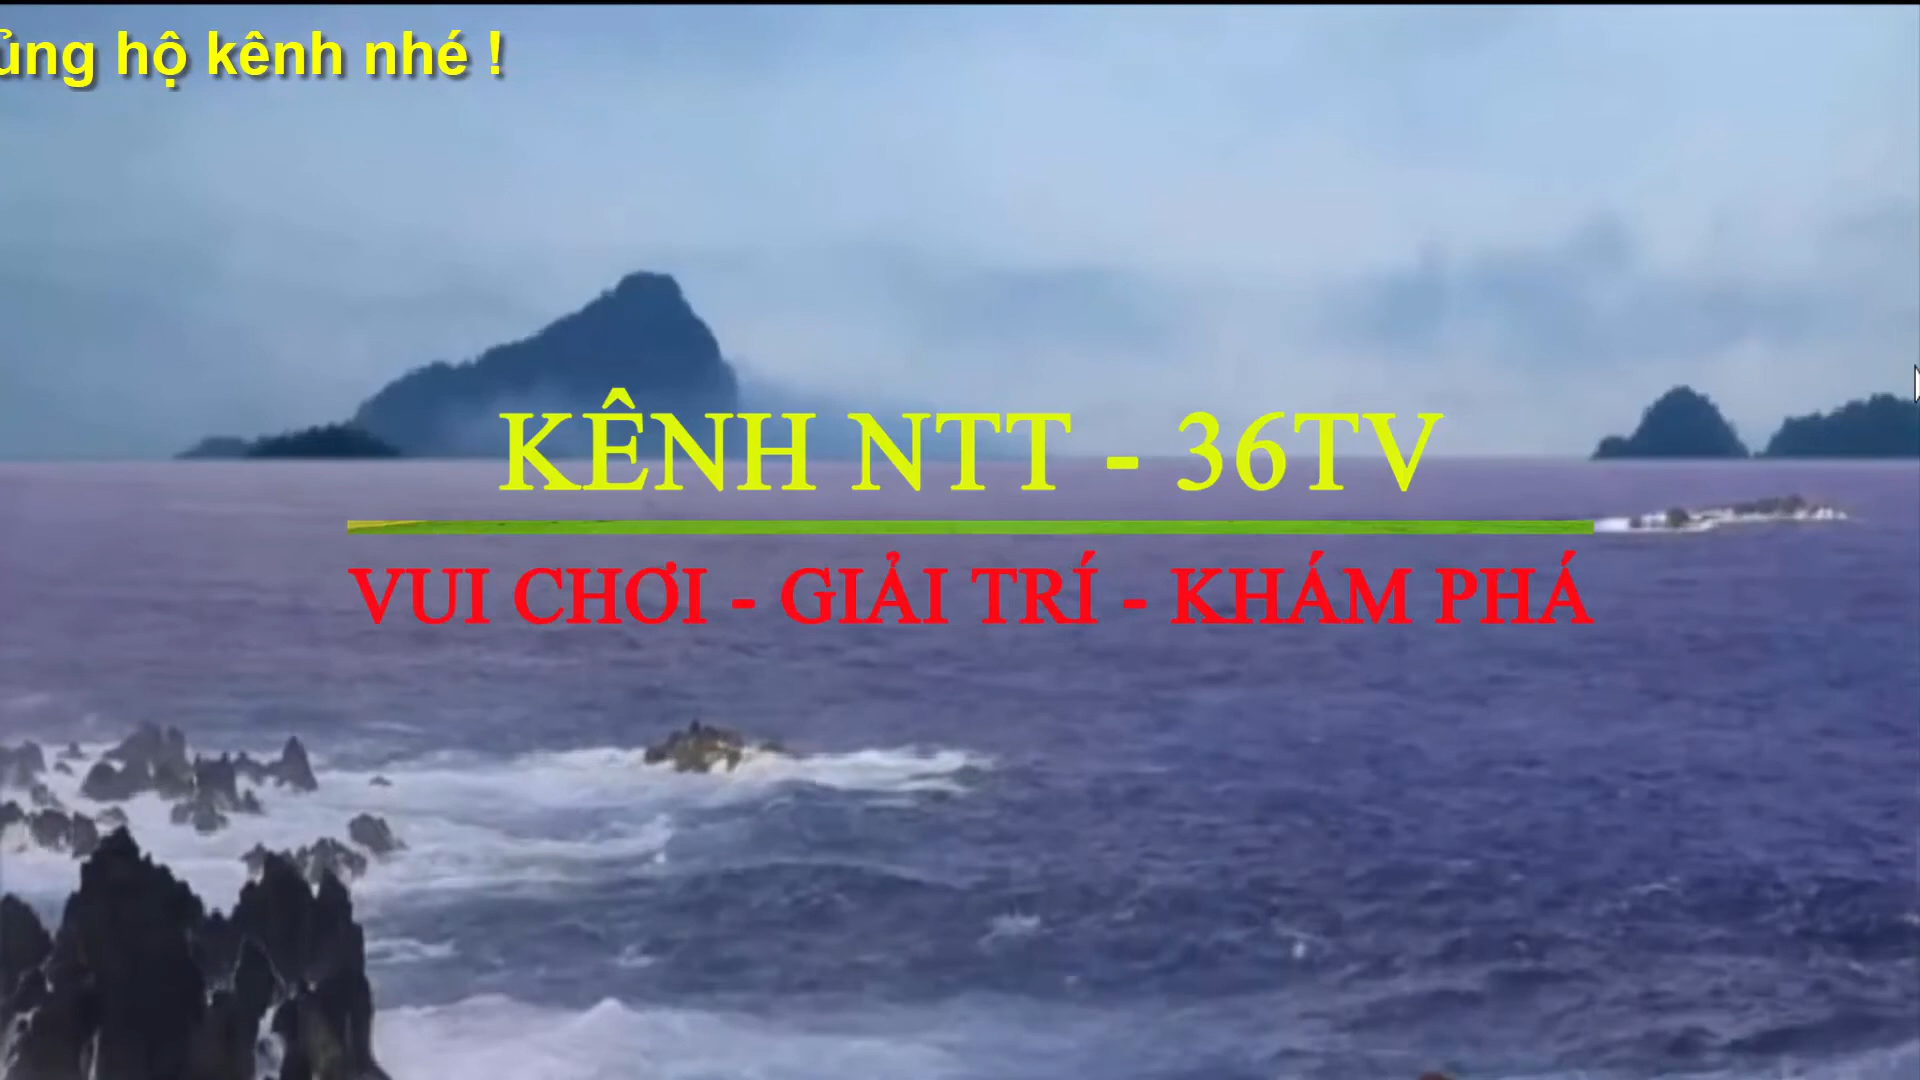 ủng hộ kênh nhé !
KÊNH NTT - 36TV
VUI CHƠI - GIẢI TRÍ - KHÁM PHÁ